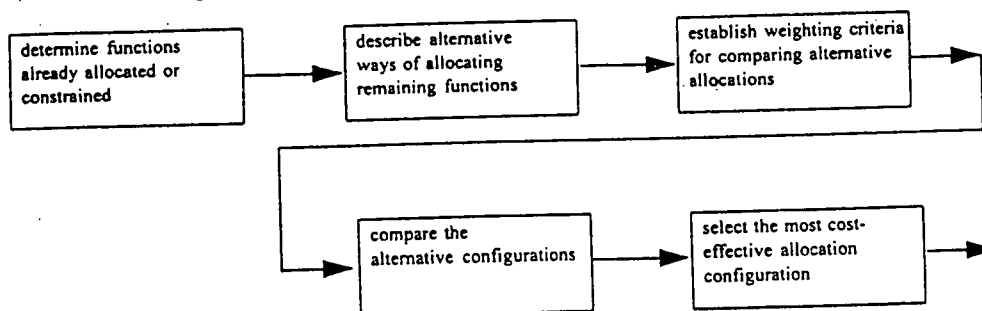 determine functions
already allocated or
constrained
describe alternative
ways of allocating
remaining functions
establish weighting criteria
for comparing alternative
allocations
compare the
alternative configurations
select the most cost-
effective allocation
configuration